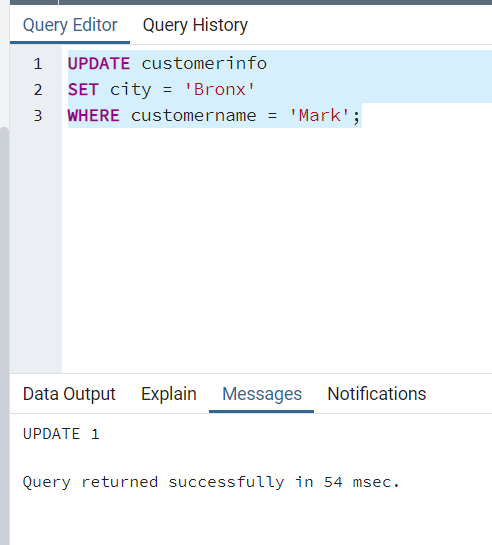 Query Editor Query History
1 UPDATE customerinfo
2 SET city = 'Bronx'
3 WHERE customername = 'Mark';
Data Output Explain Messages Notifications
UPDATE 1
Query returned successfully in 54 msec.